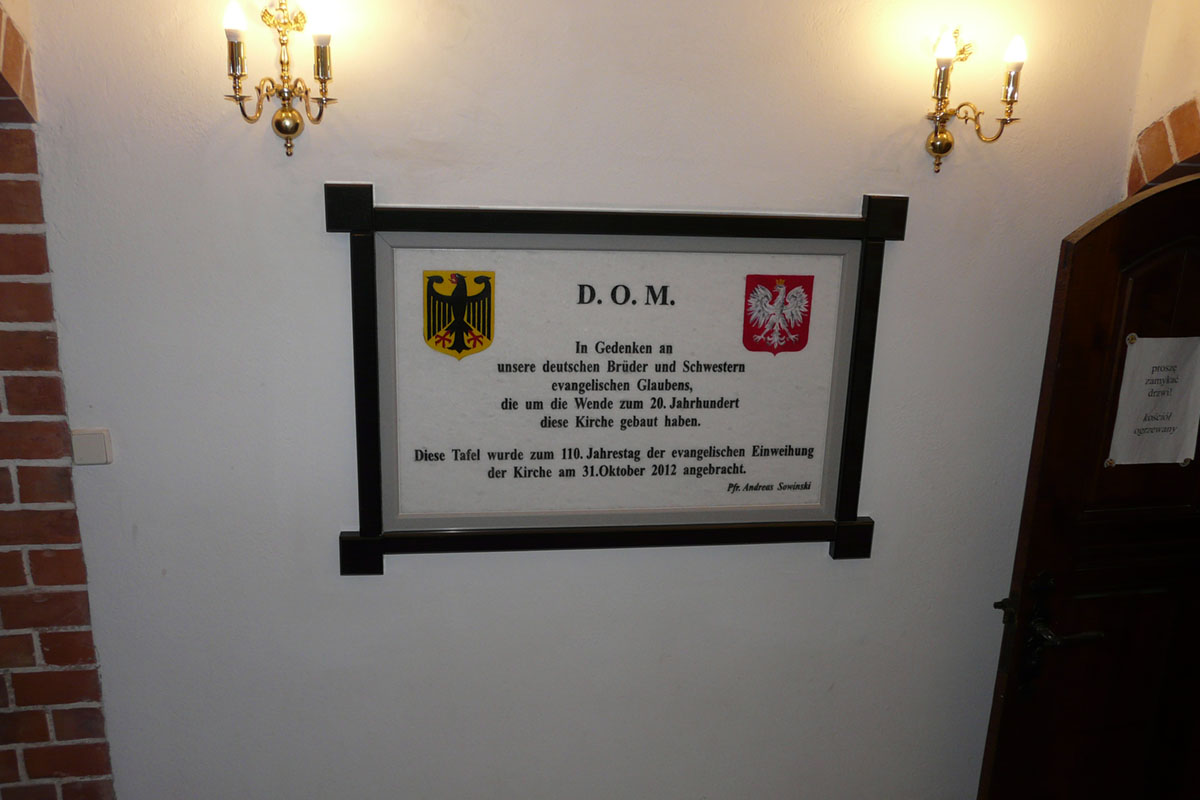 D. O. M.
In Gedenken an
unsere deutschen Brüder und Schwestern
evangelischen Glaubens,
die um die Wende zum 20. Jahrhundert
diese Kirche gebaut haben.
Diese Tafel wurde zum 110. Jahrestag der evangelischen Einweihung
der Kirche am 31.Oktober 2012 angebracht.
Pfr. Andreas Sowinski
proszę
zamykać
drzwi!
kościół
ogrzewany